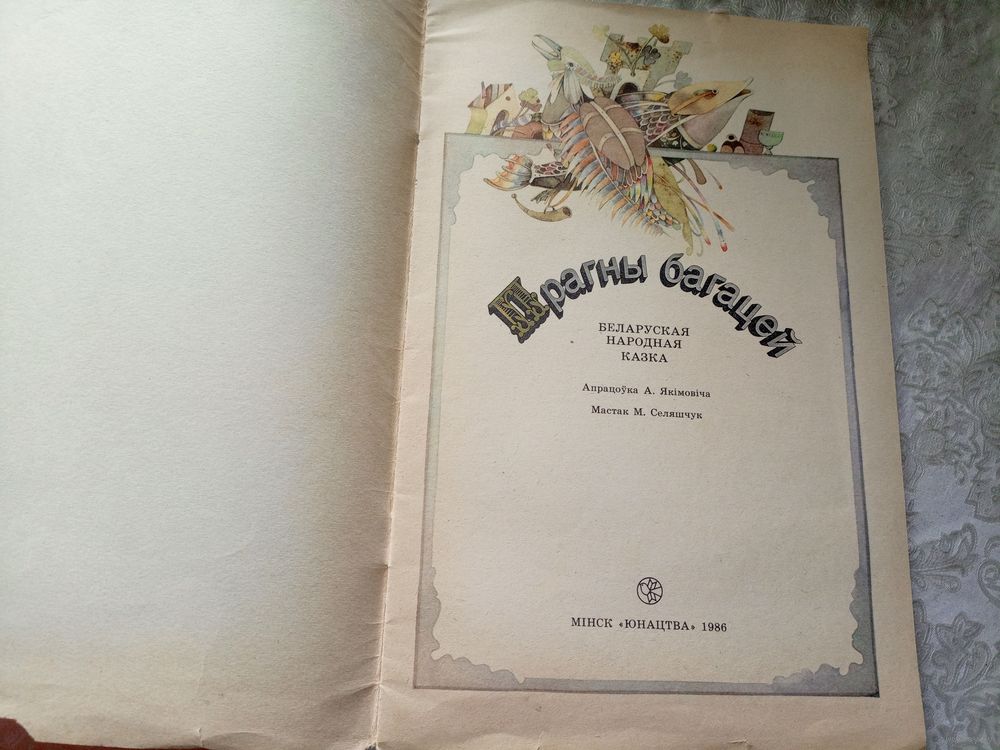 Прагны багацей
БЕЛАРУСКАЯ
НАРОДНАЯ
КАЗКА
Апрацоўка А. Якімовіча
Мастак М. Селяшчук
МІНСК «ЮНАЦТВА» 1986